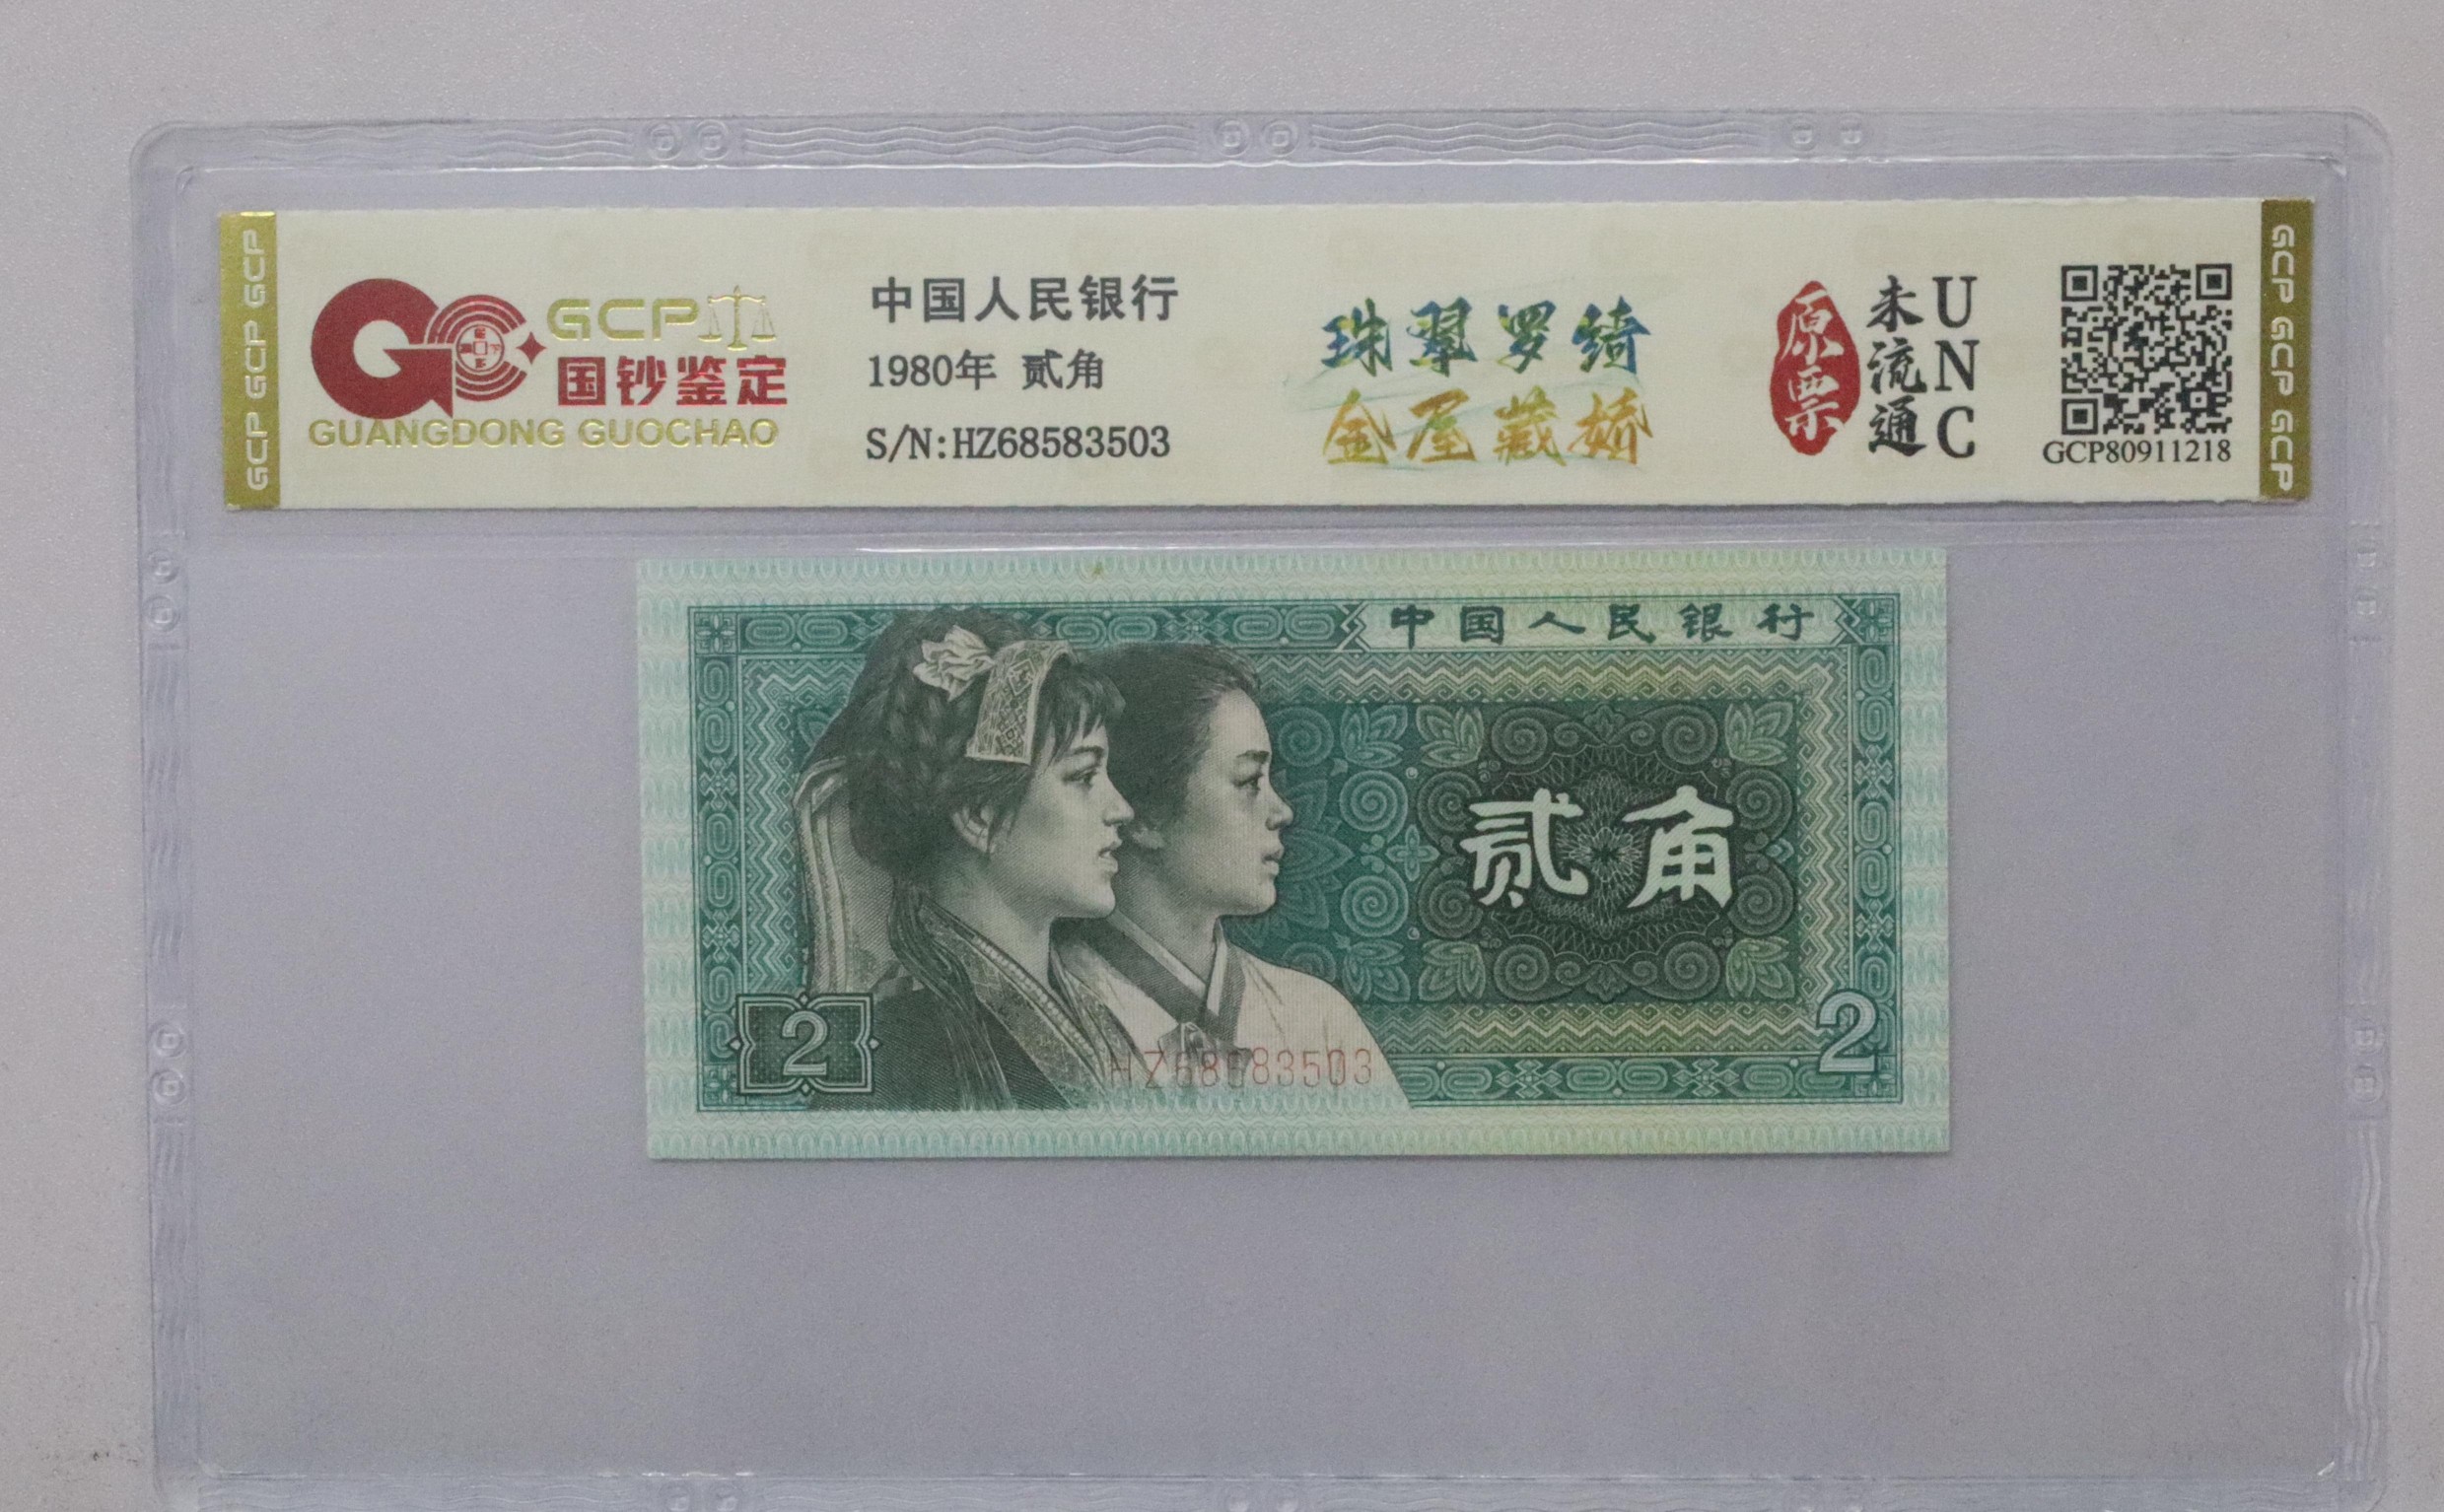 GCP GCP GCP
GCP
国钞鉴定
GUANGDONG GUOCHAO
中国人民银行
1980年 贰角
S/N:HZ68583503
珠翠罗绮
金屋藏娇
原票
未流通
UNC
GCP80911218
GCP GCP GCP
中国人民银行
贰角
2
2
HZ68583503